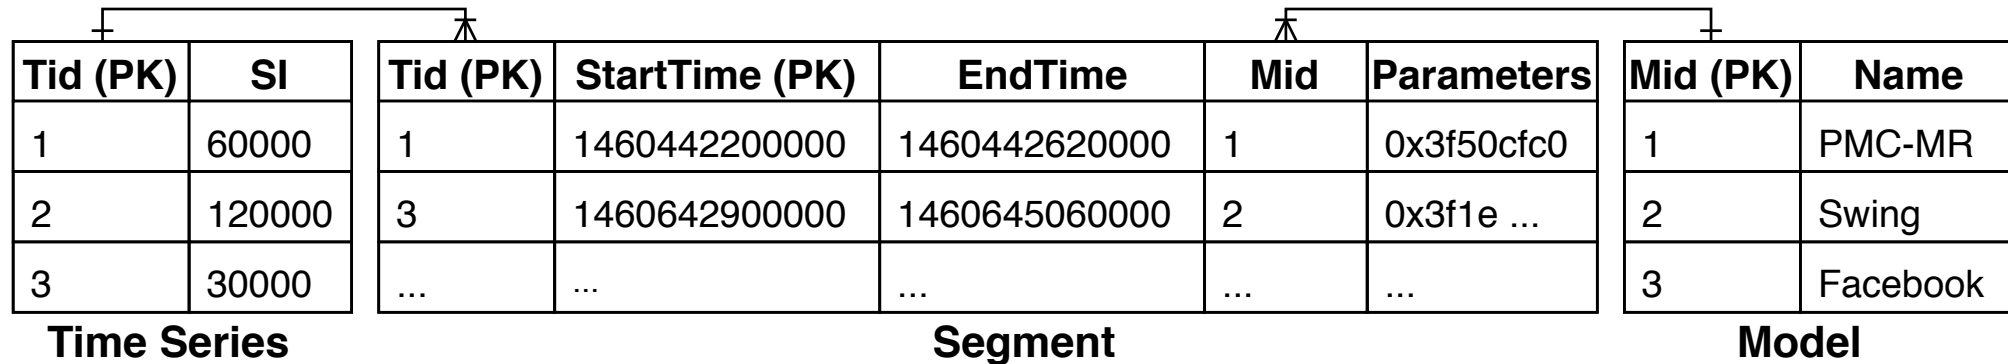 Tid (PK) SI Tid (PK) StartTime (PK) EndTime Mid Parameters Mid (PK) Name
1 60000 1 1460442200000 1460442620000 1 0x3f50cfc0 1 PMC-MR
2 120000 3 1460642900000 1460645060000 2 0x3f1e ... 2 Swing
3 30000 ... ... ... ... ... 3 Facebook
Time Series Segment Model